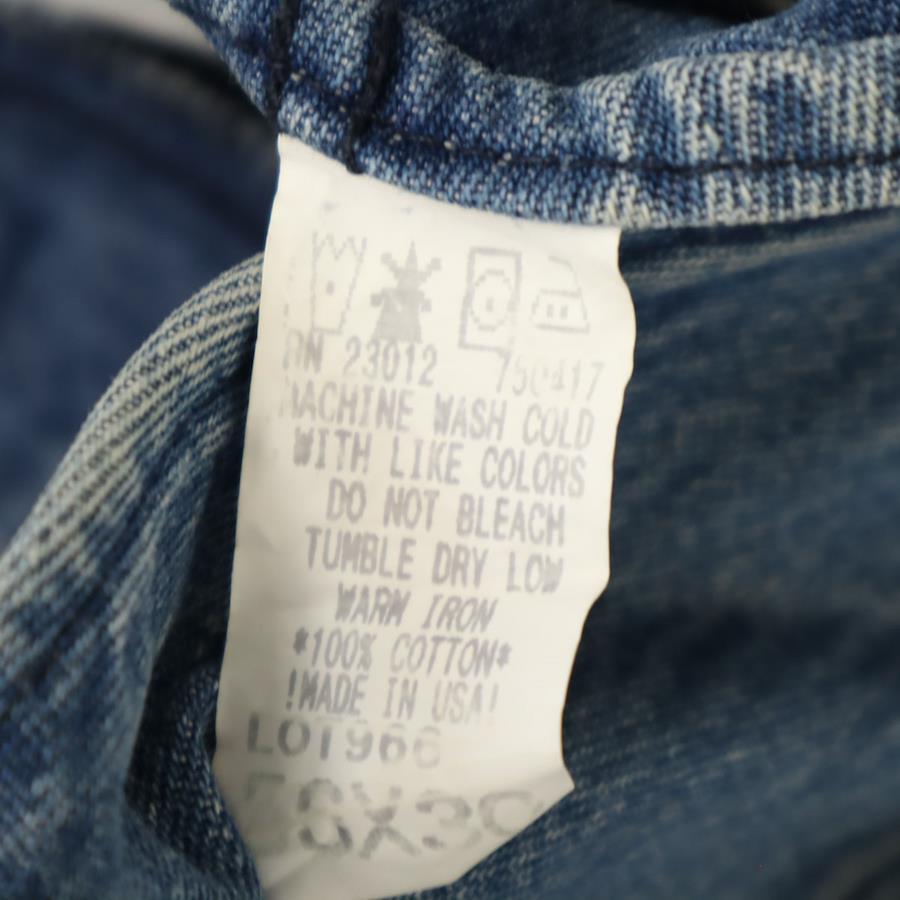 RN 23012 750417
MACHINE WASH COLD
WITH LIKE COLORS
DO NOT BLEACH
TUMBLE DRY LOW
WARM IRON
*100% COTTON*
!MADE IN USA!
LOT966